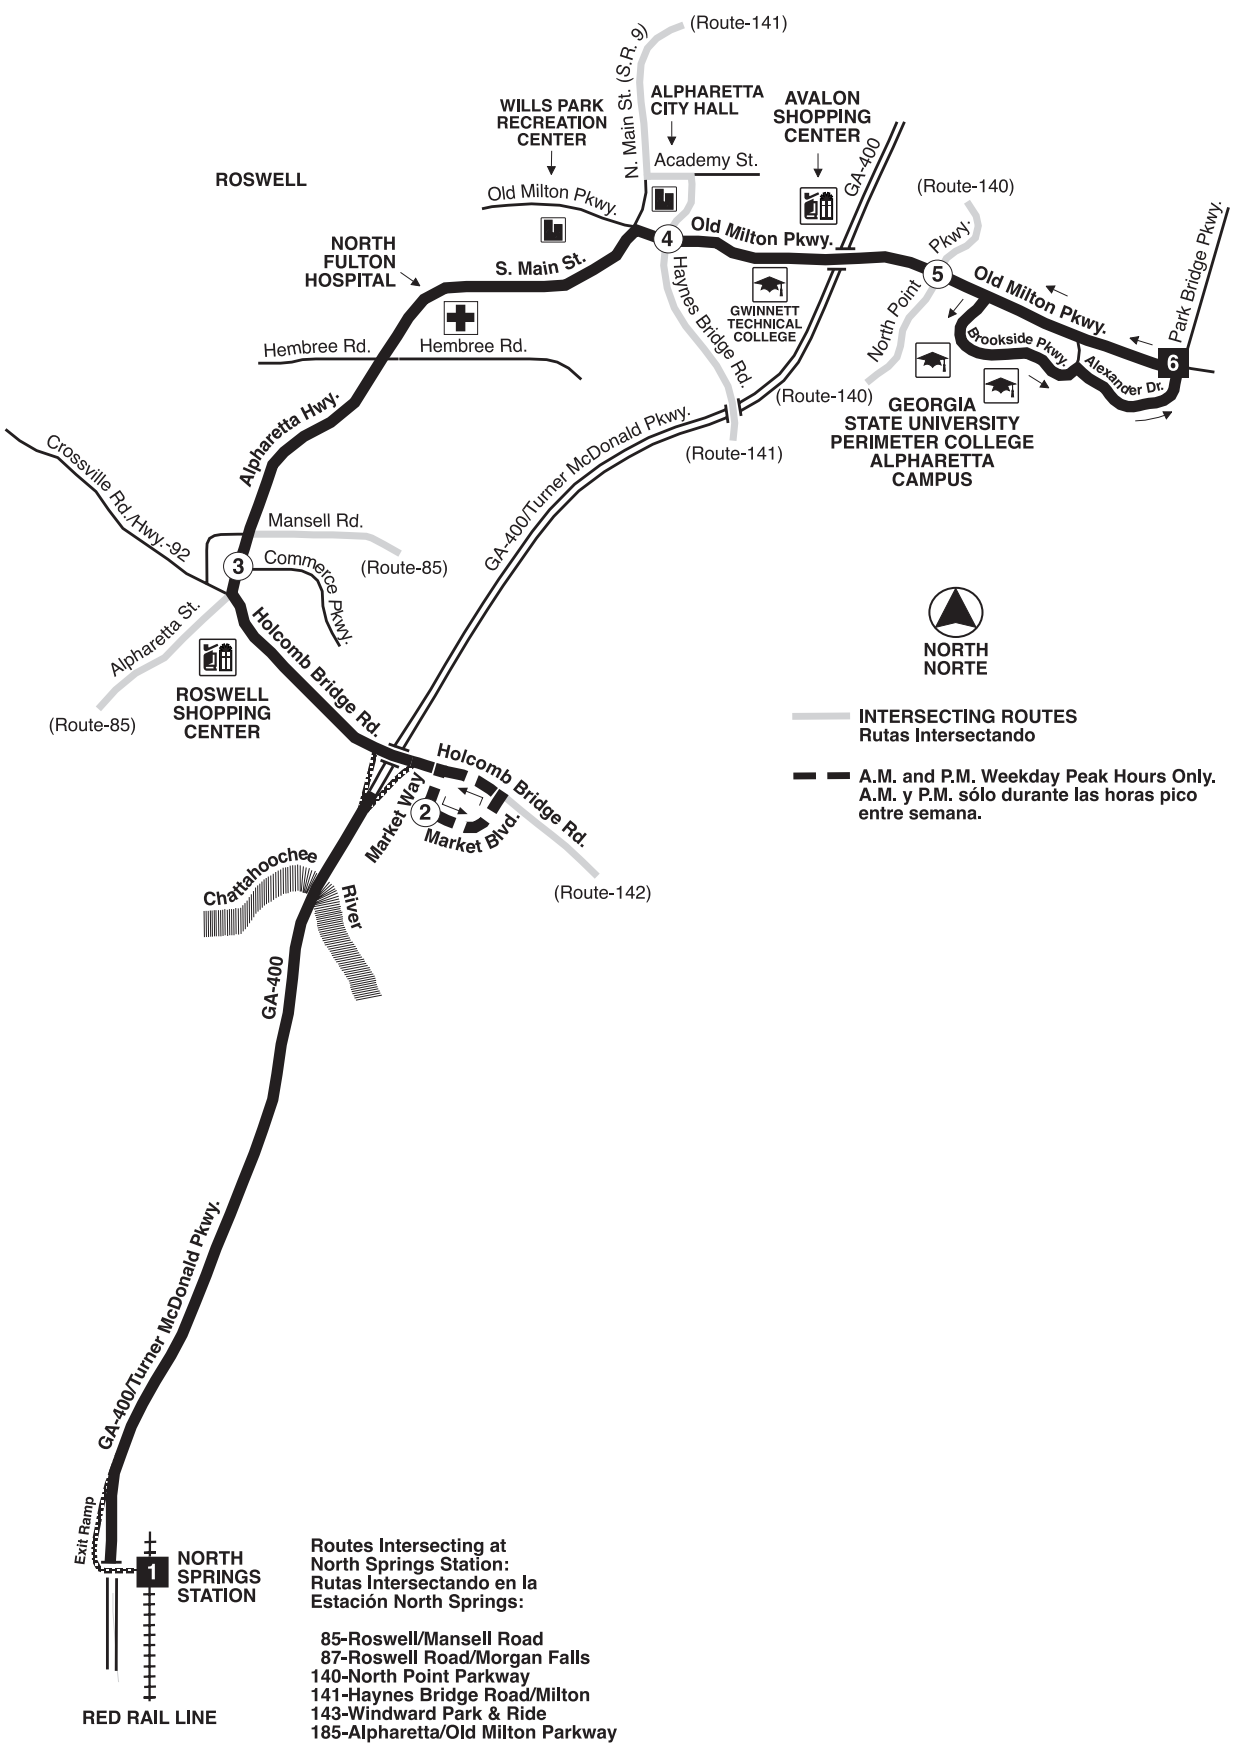 (Route-141)
N. Main St. (S.R. 9)
ALPHARETTA
CITY HALL
AVALON
SHOPPING
CENTER
WILLS PARK
RECREATION
CENTER
Academy St.
GA-400
ROSWELL
Old Milton Pkwy.
(Route-140)
Park Bridge Pkwy.
NORTH
FULTON
HOSPITAL
S. Main St.
4
Old Milton Pkwy.
North Point
Pkwy.
5
Old Milton Pkwy.
Haynes Bridge Rd.
GWINNETT
TECHNICAL
COLLEGE
Hembree Rd.
Hembree Rd.
Brookside Pkwy.
Alexander Dr.
6
(Route-140)
GEORGIA
STATE UNIVERSITY
PERIMETER COLLEGE
ALPHARETTA
CAMPUS
Alpharetta Hwy.
GA-400/Turner McDonald Pkwy.
(Route-141)
Crossville Rd./Hwy.-92
Mansell Rd.
(Route-85)
3
Commerce Pkwy.
Alpharetta St.
(Route-85)
Holcomb Bridge Rd.
ROSWELL
SHOPPING
CENTER
NORTH
NORTE
INTERSECTING ROUTES
Rutas Intersectando
A.M. and P.M. Weekday Peak Hours Only.
A.M. y P.M. sólo durante las horas pico
entre semana.
Holcomb Bridge Rd.
Market Way
2
Market Blvd.
(Route-142)
Chattahoochee
River
GA-400
GA-400/Turner McDonald Pkwy.
Exit Ramp
1
NORTH
SPRINGS
STATION
RED RAIL LINE
Routes Intersecting at
North Springs Station:
Rutas Intersectando en la
Estación North Springs:
85-Roswell/Mansell Road
87-Roswell Road/Morgan Falls
140-North Point Parkway
141-Haynes Bridge Road/Milton
143-Windward Park & Ride
185-Alpharetta/Old Milton Parkway